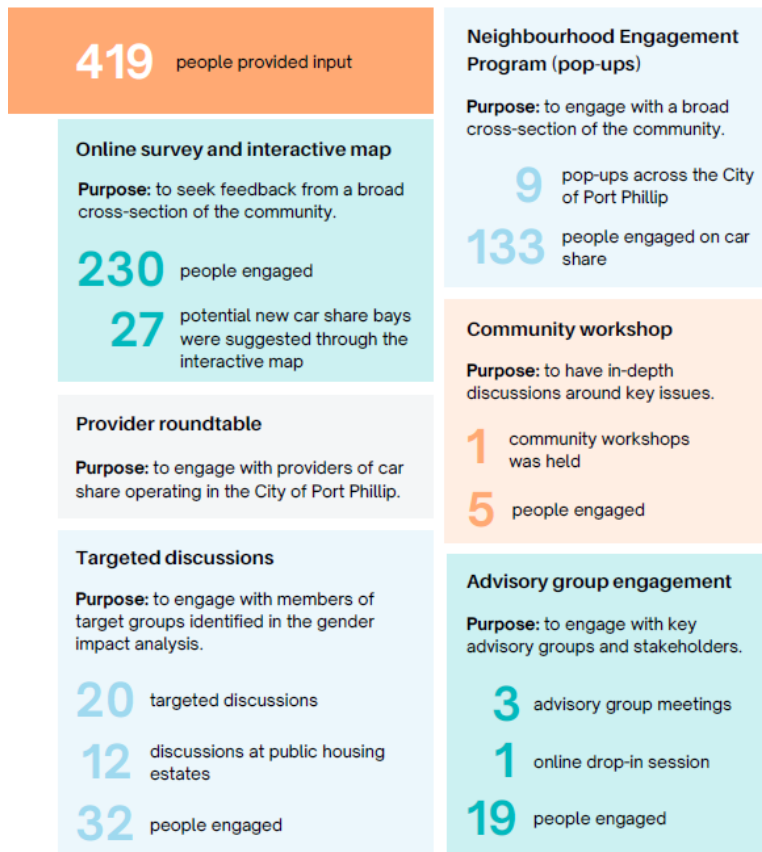 419 people provided input
Online survey and interactive map
Purpose: to seek feedback from a broad
cross-section of the community.
230 people engaged
27 potential new car share bays
were suggested through the
interactive map
Provider roundtable
Purpose: to engage with providers of car
share operating in the City of Port Phillip.
Targeted discussions
Purpose: to engage with members of
target groups identified in the gender
impact analysis.
20 targeted discussions
12 discussions at public housing
estates
32 people engaged
Neighbourhood Engagement
Program (pop-ups)
Purpose: to engage with a broad
cross-section of the community.
9 pop-ups across the City
of Port Phillip
133 people engaged on car
share
Community workshop
Purpose: to have in-depth
discussions around key issues.
1 community workshops
was held
5 people engaged
Advisory group engagement
Purpose: to engage with key
advisory groups and stakeholders.
3 advisory group meetings
1 online drop-in session
19 people engaged